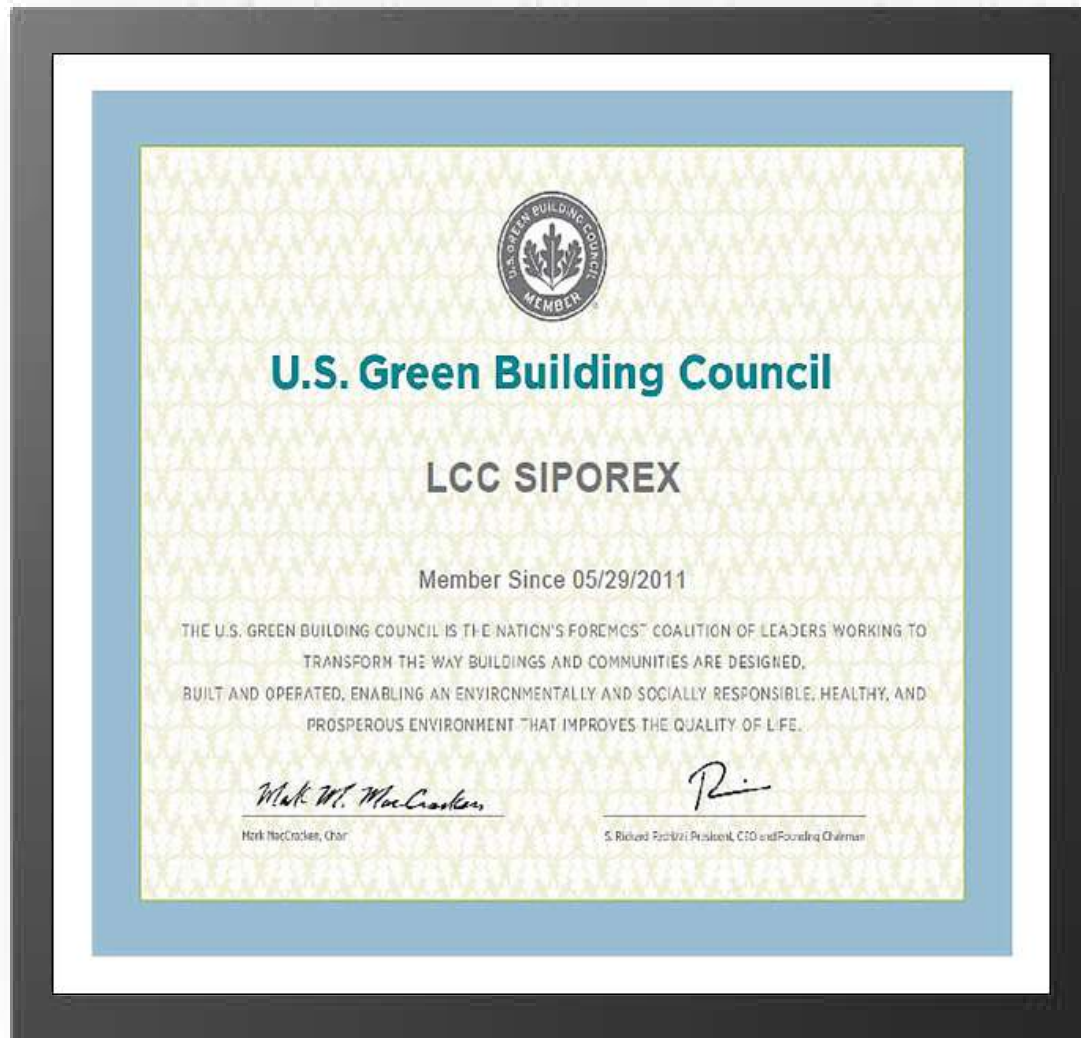 U.S. GREEN BUILDING COUNCIL
MEMBER
U.S. Green Building Council
LCC SIPOREX
Member Since 05/29/2011
THE U.S. GREEN BUILDING COUNCIL IS THE NATION'S FOREMOST COALITION OF LEADERS WORKING TO
TRANSFORM THE WAY BUILDINGS AND COMMUNITIES ARE DESIGNED,
BUILT AND OPERATED, ENABLING AN ENVIRONMENTALLY AND SOCIALLY RESPONSIBLE, HEALTHY, AND
PROSPEROUS ENVIRONMENT THAT IMPROVES THE QUALITY OF LIFE.
Mark M. MacCracken
Mark MacCracken, Chair
S. Richard Fedrizzi President, CEO and Founding Chairman